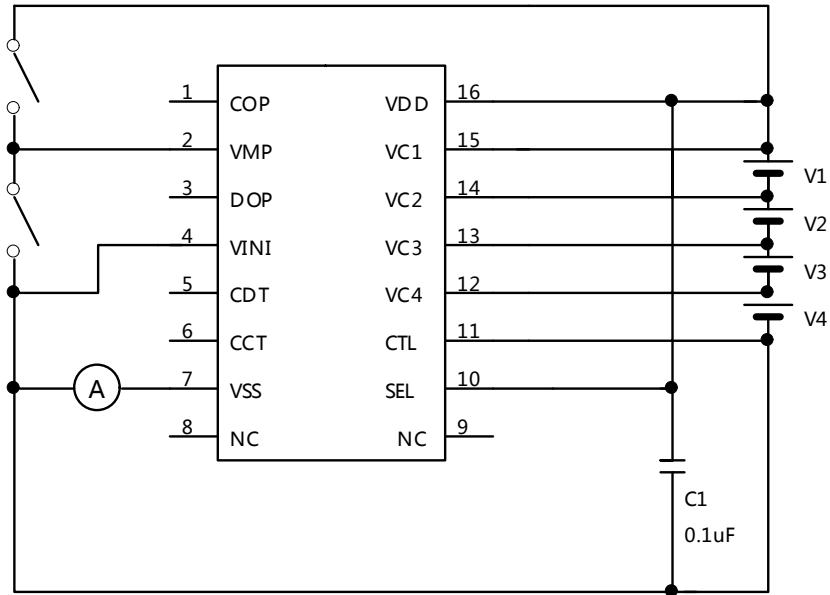 1 COP VDD 16
2 VMP VC1 15
V1
3 DOP VC2 14
V2
4 VINI VC3 13
V3
5 CDT VC4 12
V4
6 CCT CTL 11
A 7 VSS SEL 10
8 NC NC 9
C1
0.1uF